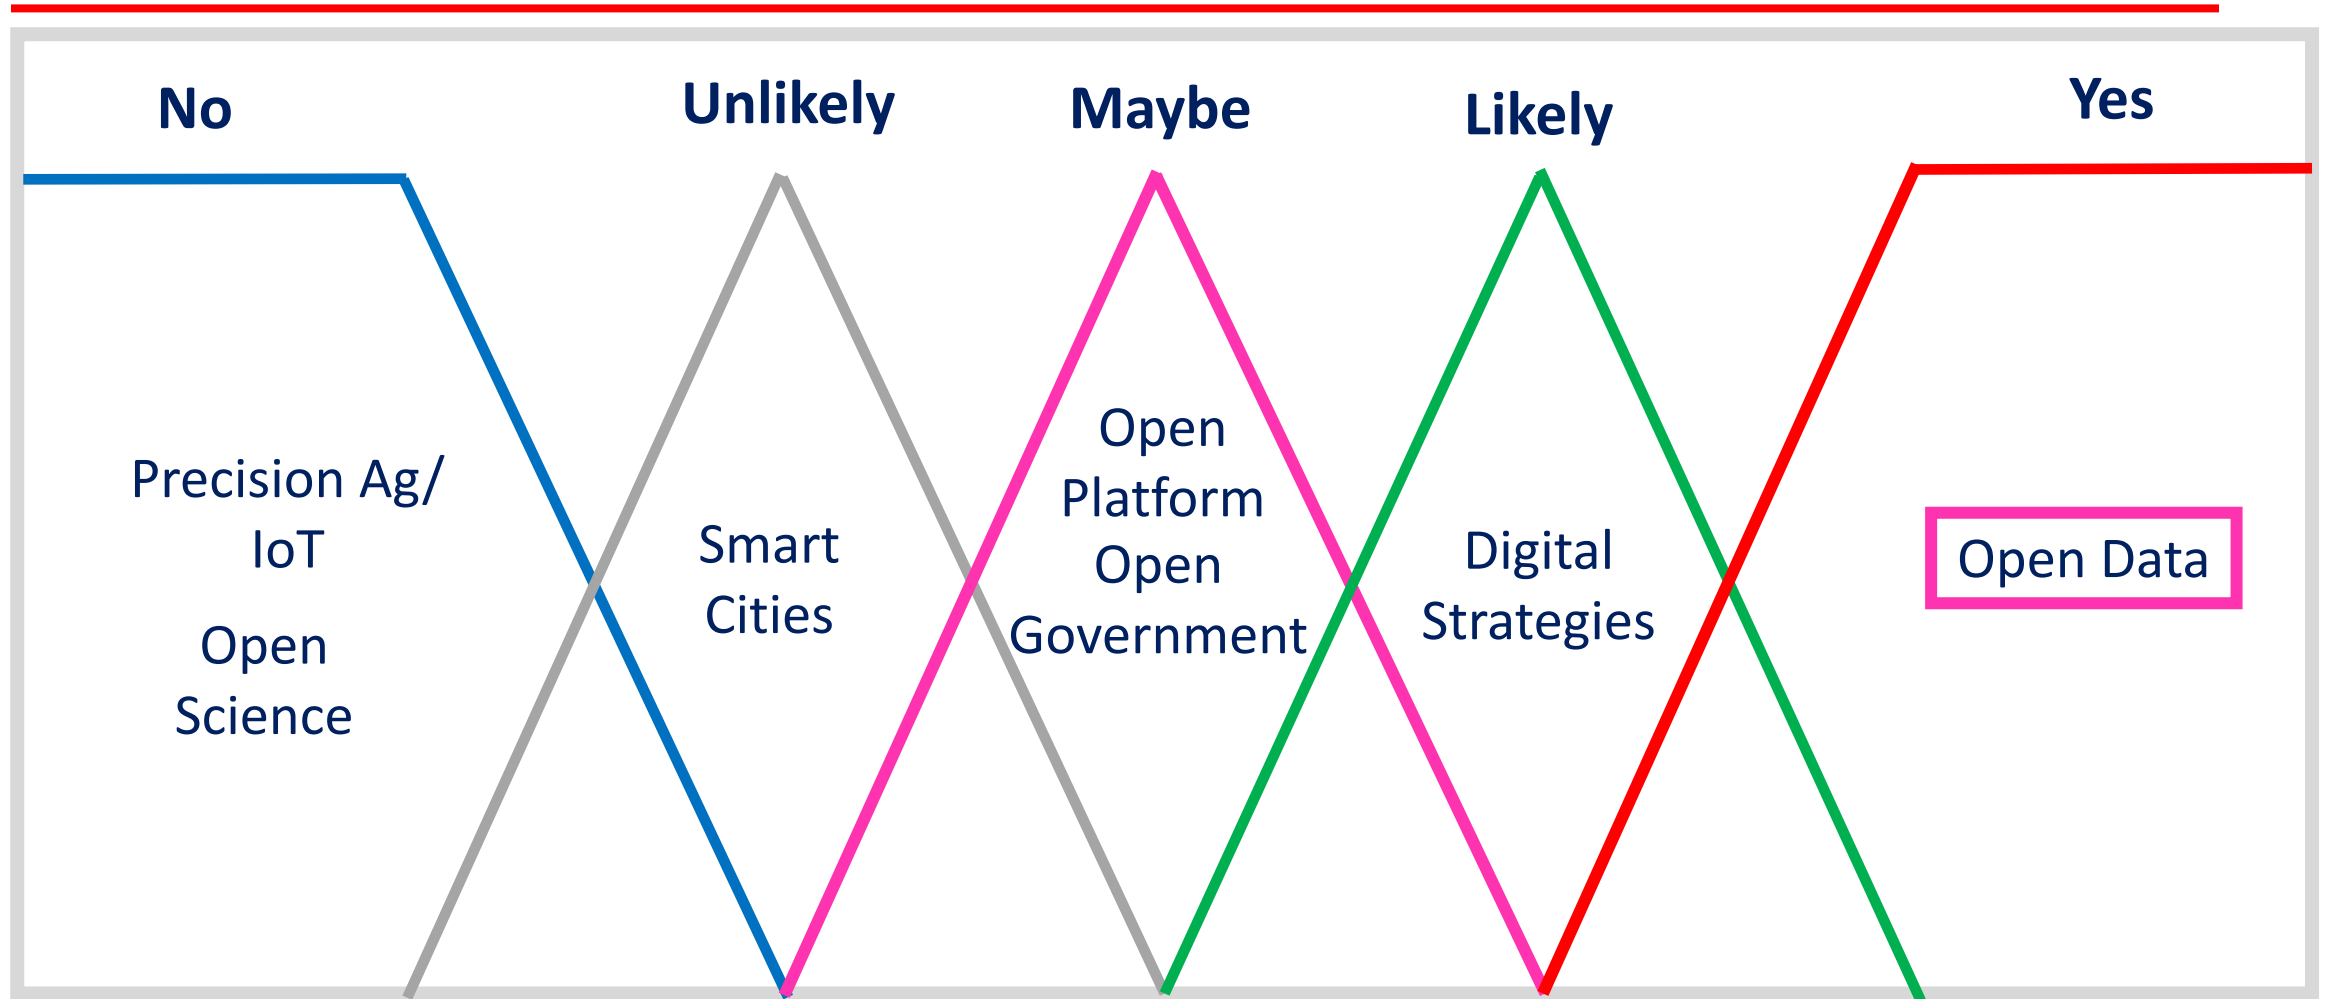 No
Unlikely
Maybe
Likely
Yes
Precision Ag/
IoT
Open
Science
Smart
Cities
Open
Platform
Open
Government
Digital
Strategies
Open Data